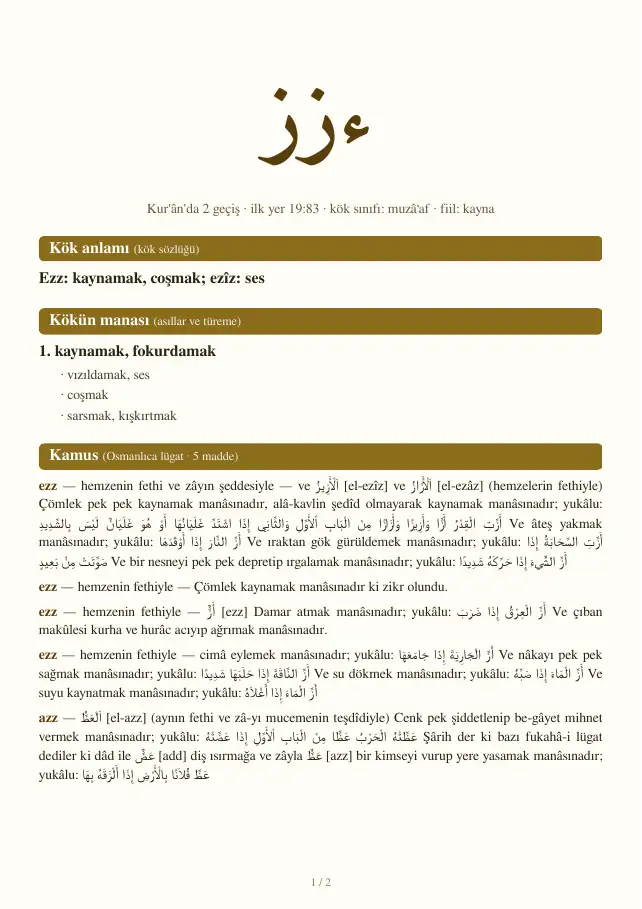 ءزز
Kur'ân'da 2 geçiş · ilk yer 19:83 · kök sınıfı: muzâʻaf · fiil: kayna
Kök anlamı (kök sözlüğü)
Ezz: kaynamak, coşmak; ezîz: ses
Kökün manası (asıllar ve türeme)
1. kaynamak, fokurdamak
· vızıldamak, ses
· coşmak
· sarsmak, kışkırtmak
Kamus (Osmanlıca lügat · 5 madde)
ezz — hemzenin fethi ve zâyın şeddesiyle — ve اَلْأَزِيزُ [el-ezîz] ve اَلْأَزَازُ [el-ezâz] (hemzelerin fethiyle)
Çömlek pek pek kaynamak manâsınadır, alâ-kavlin şedîd olmayarak kaynamak manâsınadır; yukâlu:
أَزَّتِ الْقِدْرُ أَزًّا وَأَزِيزًا وَأَزَازًا مِنَ الْبَابِ الْأَوَّلِ وَالثَّانِي إِذَا اشْتَدَّ غَلَيَانُهَا أَوْ هُوَ غَلَيَانٌ لَيْسَ بِالشَّدِيدِ Ve âteş yakmak
manâsınadır; yukâlu: أَزَّ النَّارَ إِذَا أَوْقَدَهَا Ve ıraktan gök gürüldemek manâsınadır; yukâlu: أَزَّتِ السَّحَابَةُ إِذَا
صَوَّتَتْ مِنْ بَعِيدٍ Ve bir nesneyi pek pek depretip ırgalamak manâsınadır; yukâlu: أَزَّ الشَّيْءَ إِذَا حَرَّكَهُ شَدِيدًا
ezz — hemzenin fethiyle — Çömlek kaynamak manâsınadır ki zikr olundu.
ezz — hemzenin fethiyle — أَزٌّ [ezz] Damar atmak manâsınadır; yukâlu: أَزَّ الْعِرْقُ إِذَا ضَرَبَ Ve çıban
makûlesi kurha ve hurâc acıyıp ağrımak manâsınadır.
ezz — hemzenin fethiyle — cimâ eylemek manâsınadır; yukâlu: أَزَّ الْجَارِيَةَ إِذَا جَامَعَهَا Ve nâkayı pek pek
sağmak manâsınadır; yukâlu: أَزَّ النَّاقَةَ إِذَا حَلَبَهَا شَدِيدًا Ve su dökmek manâsınadır; yukâlu: أَزَّ الْمَاءَ إِذَا صَبَّهُ Ve
suyu kaynatmak manâsınadır; yukâlu: أَزَّ الْمَاءَ إِذَا أَغْلَاهُ
azz — اَلْعَظُّ [el-azz] (aynın fethi ve zâ-yı mucemenin teşdîdiyle) Cenk pek şiddetlenip be-gâyet mihnet
vermek manâsınadır; yukâlu: عَظَّتْهُ الْحَرْبُ عَظًّا مِنَ الْبَابِ الْأَوَّلِ إِذَا عَضَّتْهُ Şârih der ki bazı fukahâ-i lügat
dediler ki dâd ile عَضٌّ [add] diş ısırmağa ve zâyla عَظٌّ [azz] bir kimseyi vurup yere yasamak manâsınadır;
yukâlu: عَظَّ فُلَانًا بِالْأَرْضِ إِذَا أَلْزَقَهُ بِهَا
1 / 2